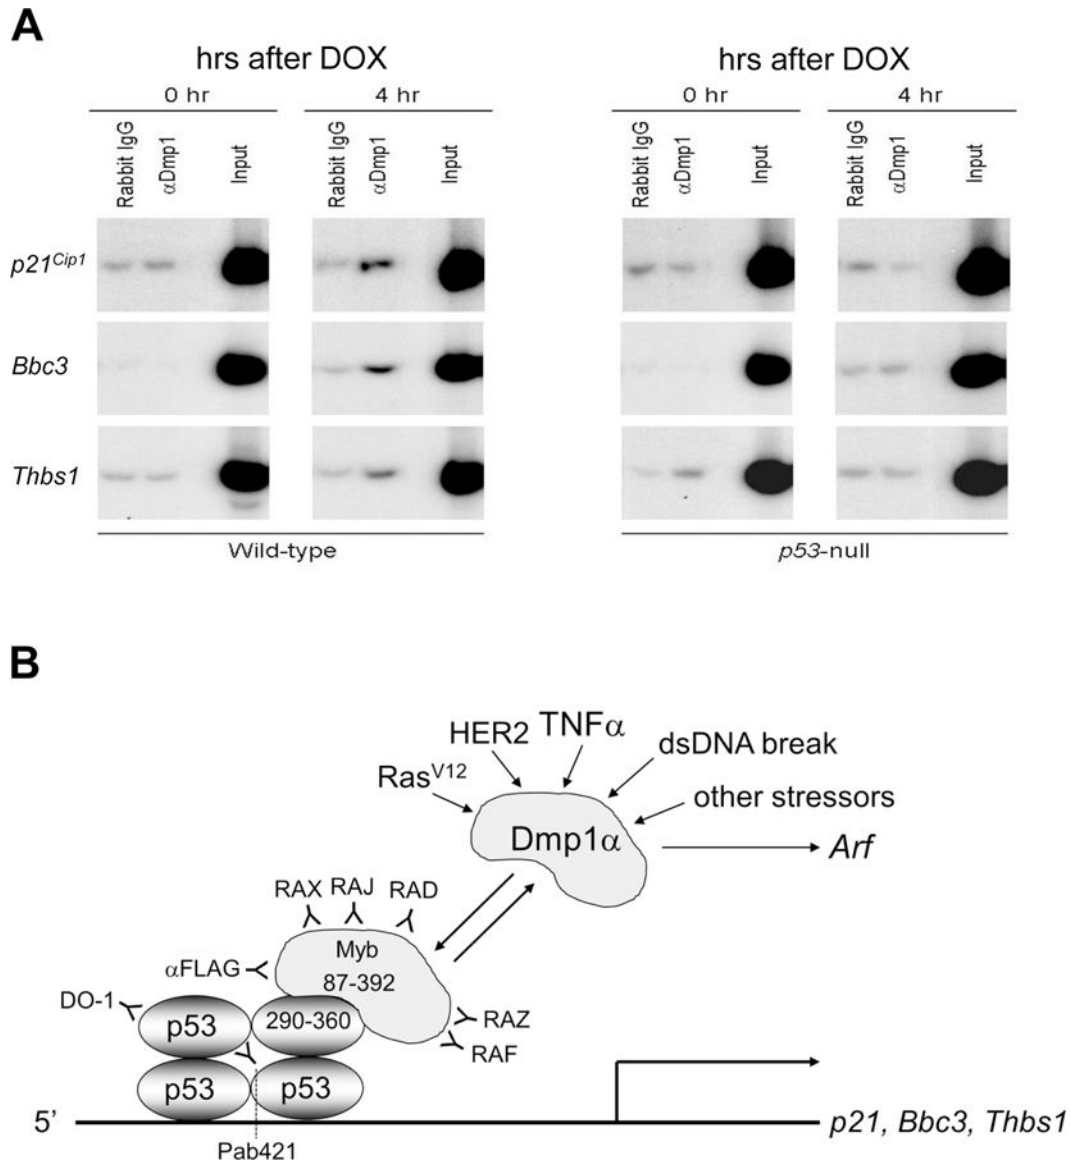 A
hrs after DOX hrs after DOX
0 hr 4 hr 0 hr 4 hr
Rabbit IgG αDmp1 Input Rabbit IgG αDmp1 Input Rabbit IgG αDmp1 Input Rabbit IgG αDmp1 Input
p21Cip1
Bbc3
Thbs1
Wild-type p53-null
B
HER2 TNFα dsDNA break
RasV12 other stressors
Dmp1α Arf
RAX RAJ RAD
Myb
αFLAG 87-392
DO-1 p53 290-360 RAZ
RAF
p53 p53
5’ p21, Bbc3, Thbs1
Pab421